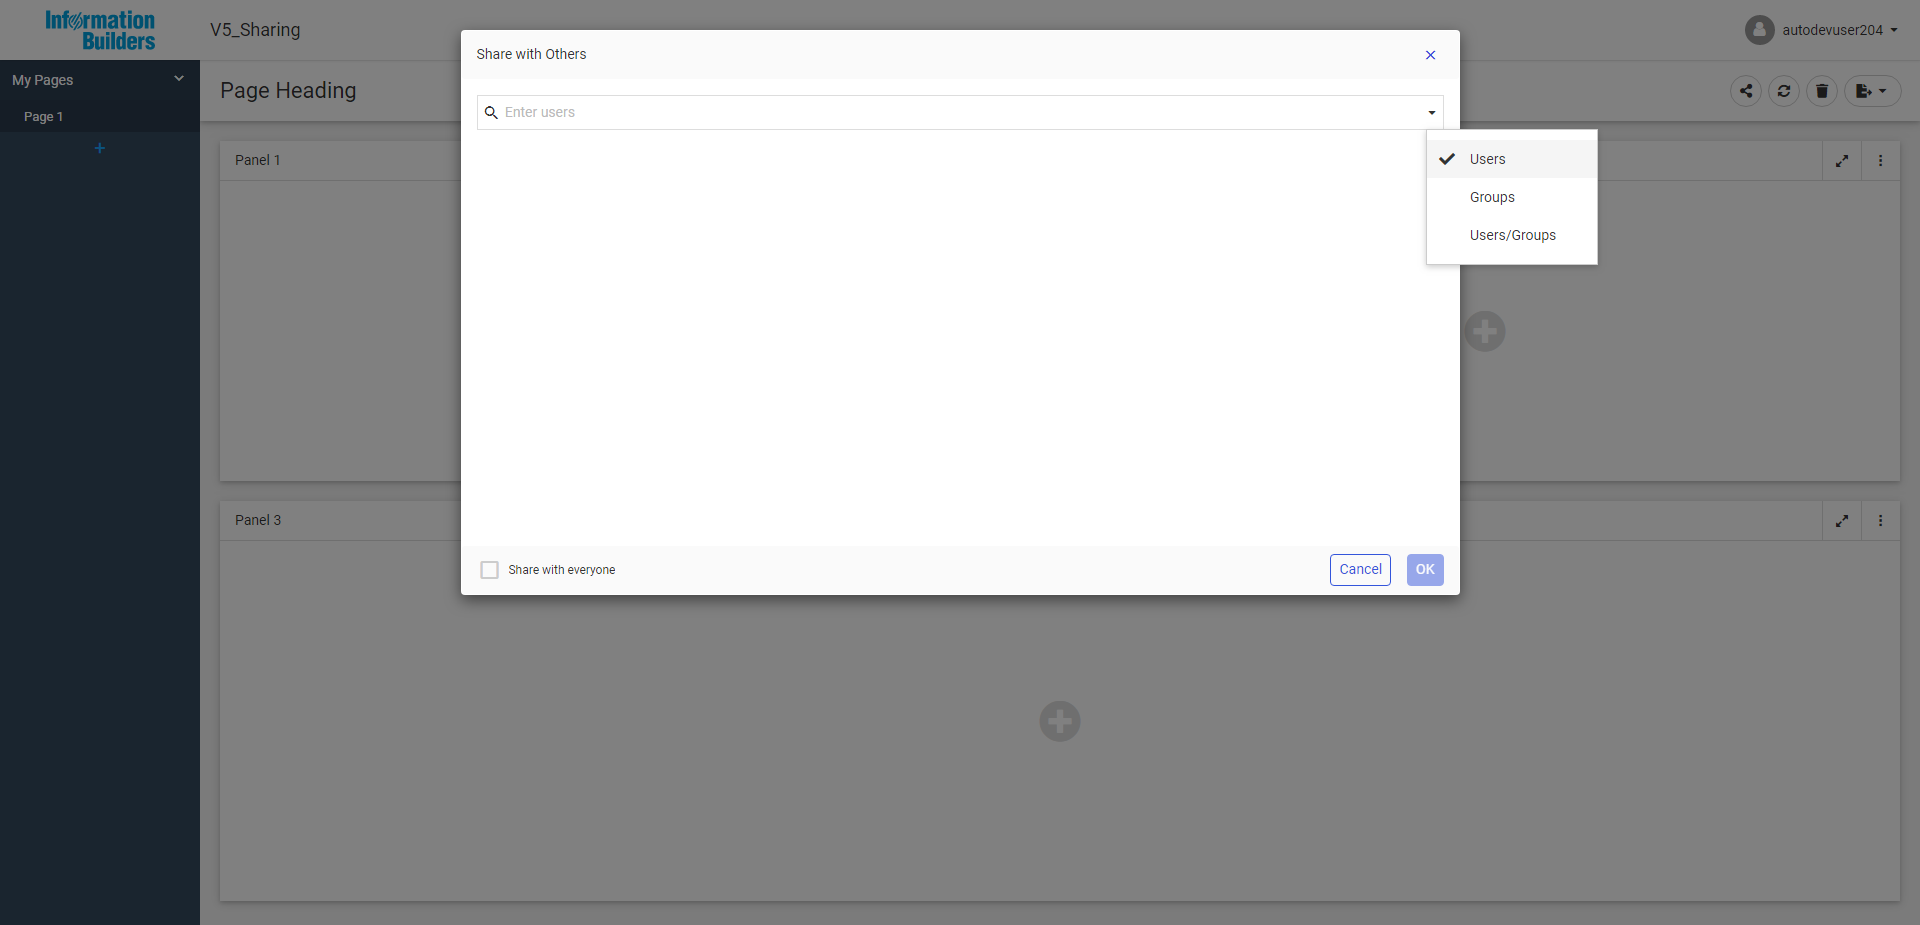 Information
Builders
V5_Sharing
autodevuser204
My Pages
Page 1
Page Heading
Share with Others
Enter users
Users
Groups
Users/Groups
Panel 1
Panel 3
Share with everyone
Cancel
OK